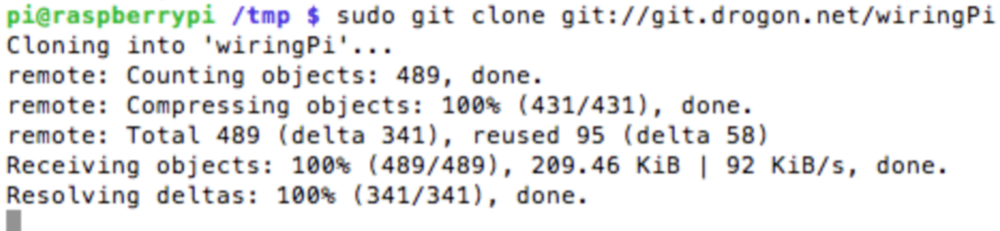 pi@raspberrypi /tmp $ sudo git clone git://git.drogon.net/wiringPi
Cloning into 'wiringPi'...
remote: Counting objects: 489, done.
remote: Compressing objects: 100% (431/431), done.
remote: Total 489 (delta 341), reused 95 (delta 58)
Receiving objects: 100% (489/489), 209.46 KiB | 92 KiB/s, done.
Resolving deltas: 100% (341/341), done.